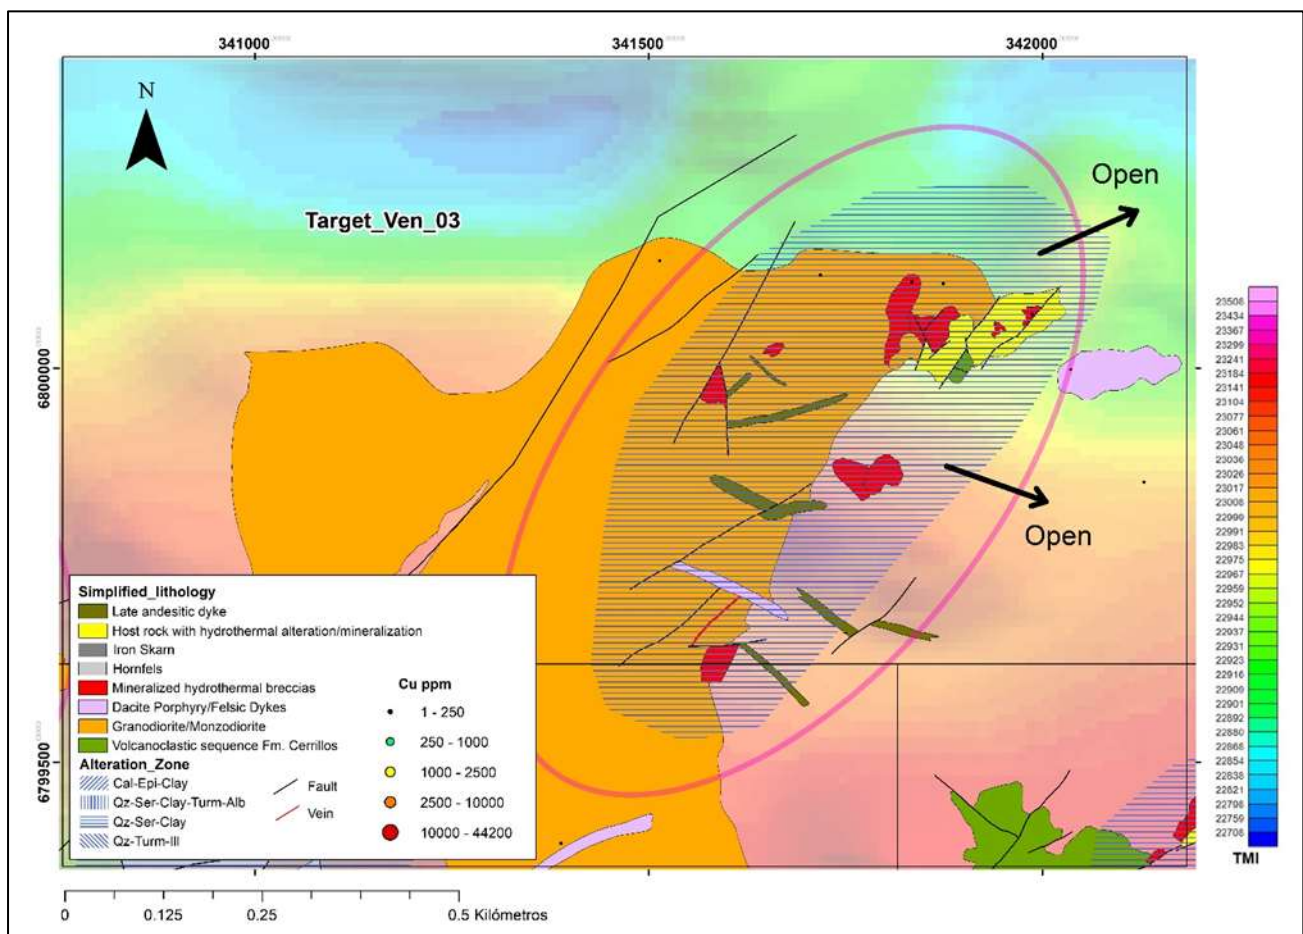 341000
341500
342000
N
Open
Target_Ven_03
6800000
Open
6799500
Simplified_lithology
Late andesitic dyke
Host rock with hydrothermal alteration/mineralization
Iron Skarn
Hornfels
Mineralized hydrothermal breccias
Dacite Porphyry/Felsic Dykes
Granodiorite/Monzodiorite
Volcanoclastic sequence Fm. Cerrillos
Alteration_Zone
Cal-Epi-Clay
Qz-Ser-Clay-Turm-Alb
Qz-Ser-Clay
Qz-Turm-Ill
Fault
Vein
Cu ppm
1 - 250
250 - 1000
1000 - 2500
2500 - 10000
10000 - 44200
23506
23434
23367
23299
23241
23184
23141
23104
23077
23061
23048
23036
23026
23017
23008
22999
22991
22983
22975
22967
22959
22952
22944
22937
22931
22923
22916
22909
22901
22892
22880
22866
22854
22838
22821
22796
22759
22706
TMI
0 0.125 0.25 0.5 Kilómetros